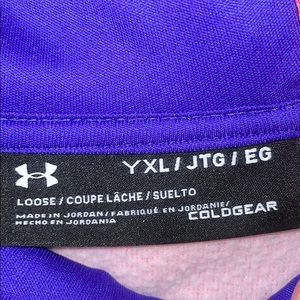 YXL / JTG / EG
LOOSE / COUPE LÂCHE / SUELTO
MADE IN JORDAN / FABRIQUÉ EN JORDANIE/
HECHO EN JORDANIA
COLDGEAR